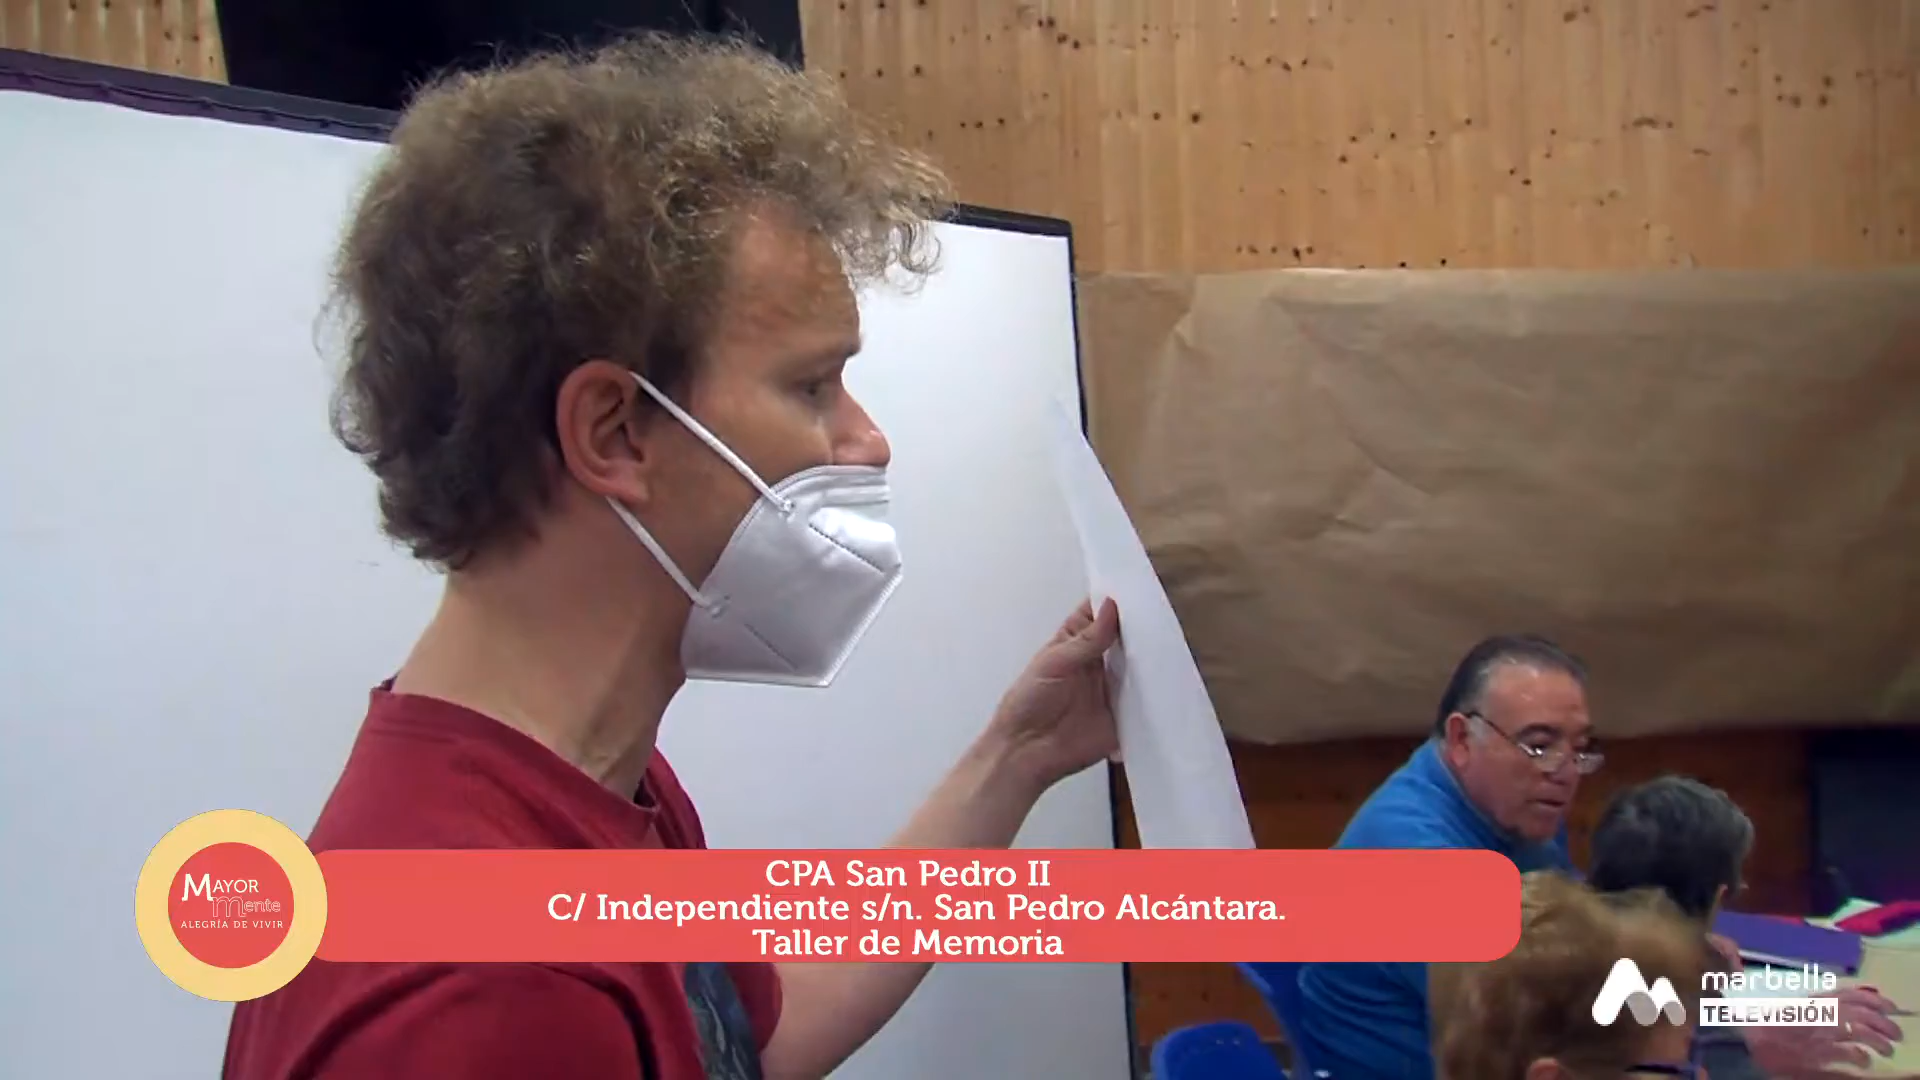 CPA San Pedro II
C/ Independiente s/n. San Pedro Alcántara.
Taller de Memoria
MAYOR
mente
ALEGRÍA DE VIVIR
marbella
TELEVISIÓN